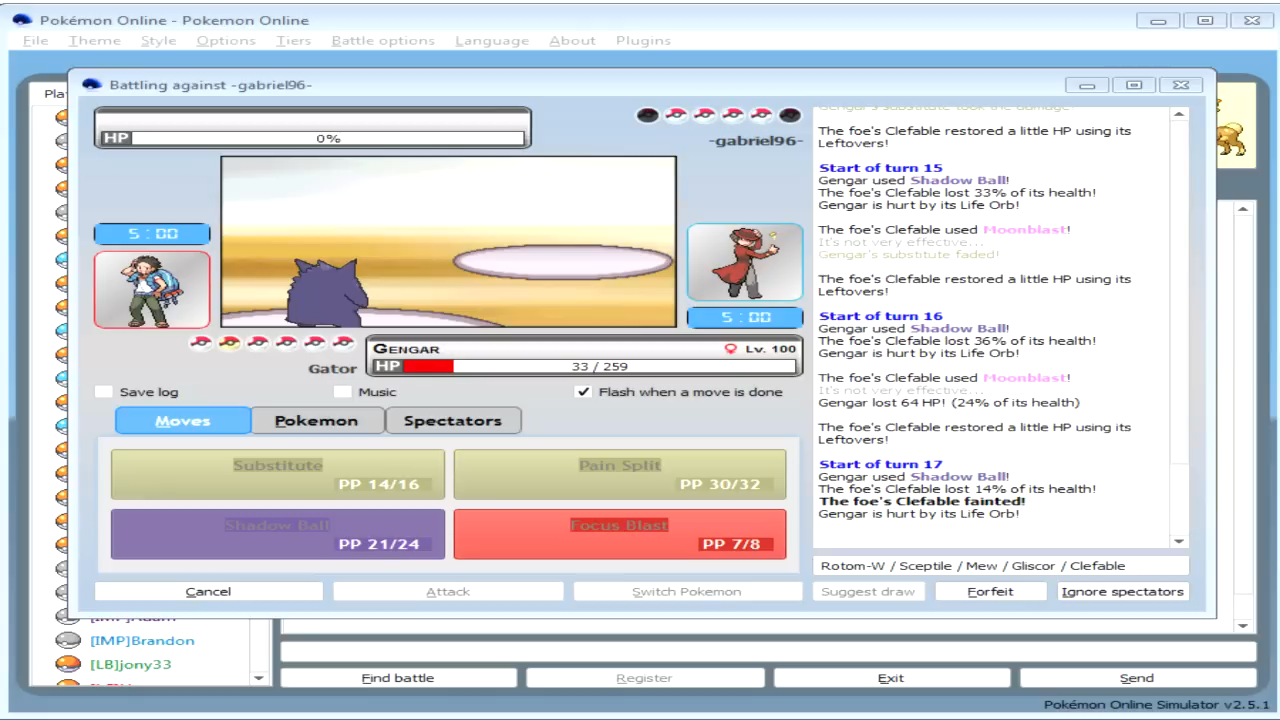 Pokémon Online - Pokemon Online
File Theme Style Options Tiers Battle options Language About Plugins
Battling against -gabriel96-
HP 0%
-gabriel96-
5:00
5:00
GENGAR Lv. 100
HP 33 / 259
Gator
Save log Music Flash when a move is done
Moves Pokemon Spectators
Substitute
PP 14/16
Pain Split
PP 30/32
Shadow Ball
PP 21/24
Focus Blast
PP 7/8
Cancel Attack Switch Pokemon
Gengar's substitute took the damage
The foe's Clefable restored a little HP using its
Leftovers!
Start of turn 15
Gengar used Shadow Ball!
The foe's Clefable lost 33% of its health!
Gengar is hurt by its Life Orb!
The foe's Clefable used Moonblast!
It's not very effective...
Gengar's substitute faded!
The foe's Clefable restored a little HP using its
Leftovers!
Start of turn 16
Gengar used Shadow Ball!
The foe's Clefable lost 36% of its health!
Gengar is hurt by its Life Orb!
The foe's Clefable used Moonblast!
It's not very effective...
Gengar lost 64 HP! (24% of its health)
The foe's Clefable restored a little HP using its
Leftovers!
Start of turn 17
Gengar used Shadow Ball!
The foe's Clefable lost 14% of its health!
The foe's Clefable fainted!
Gengar is hurt by its Life Orb!
Rotom-W / Sceptile / Mew / Gliscor / Clefable
Suggest draw Forfeit Ignore spectators
[IMP]Brandon
[LB]jony33
Find battle Register Exit Send
Pokémon Online Simulator v2.5.1